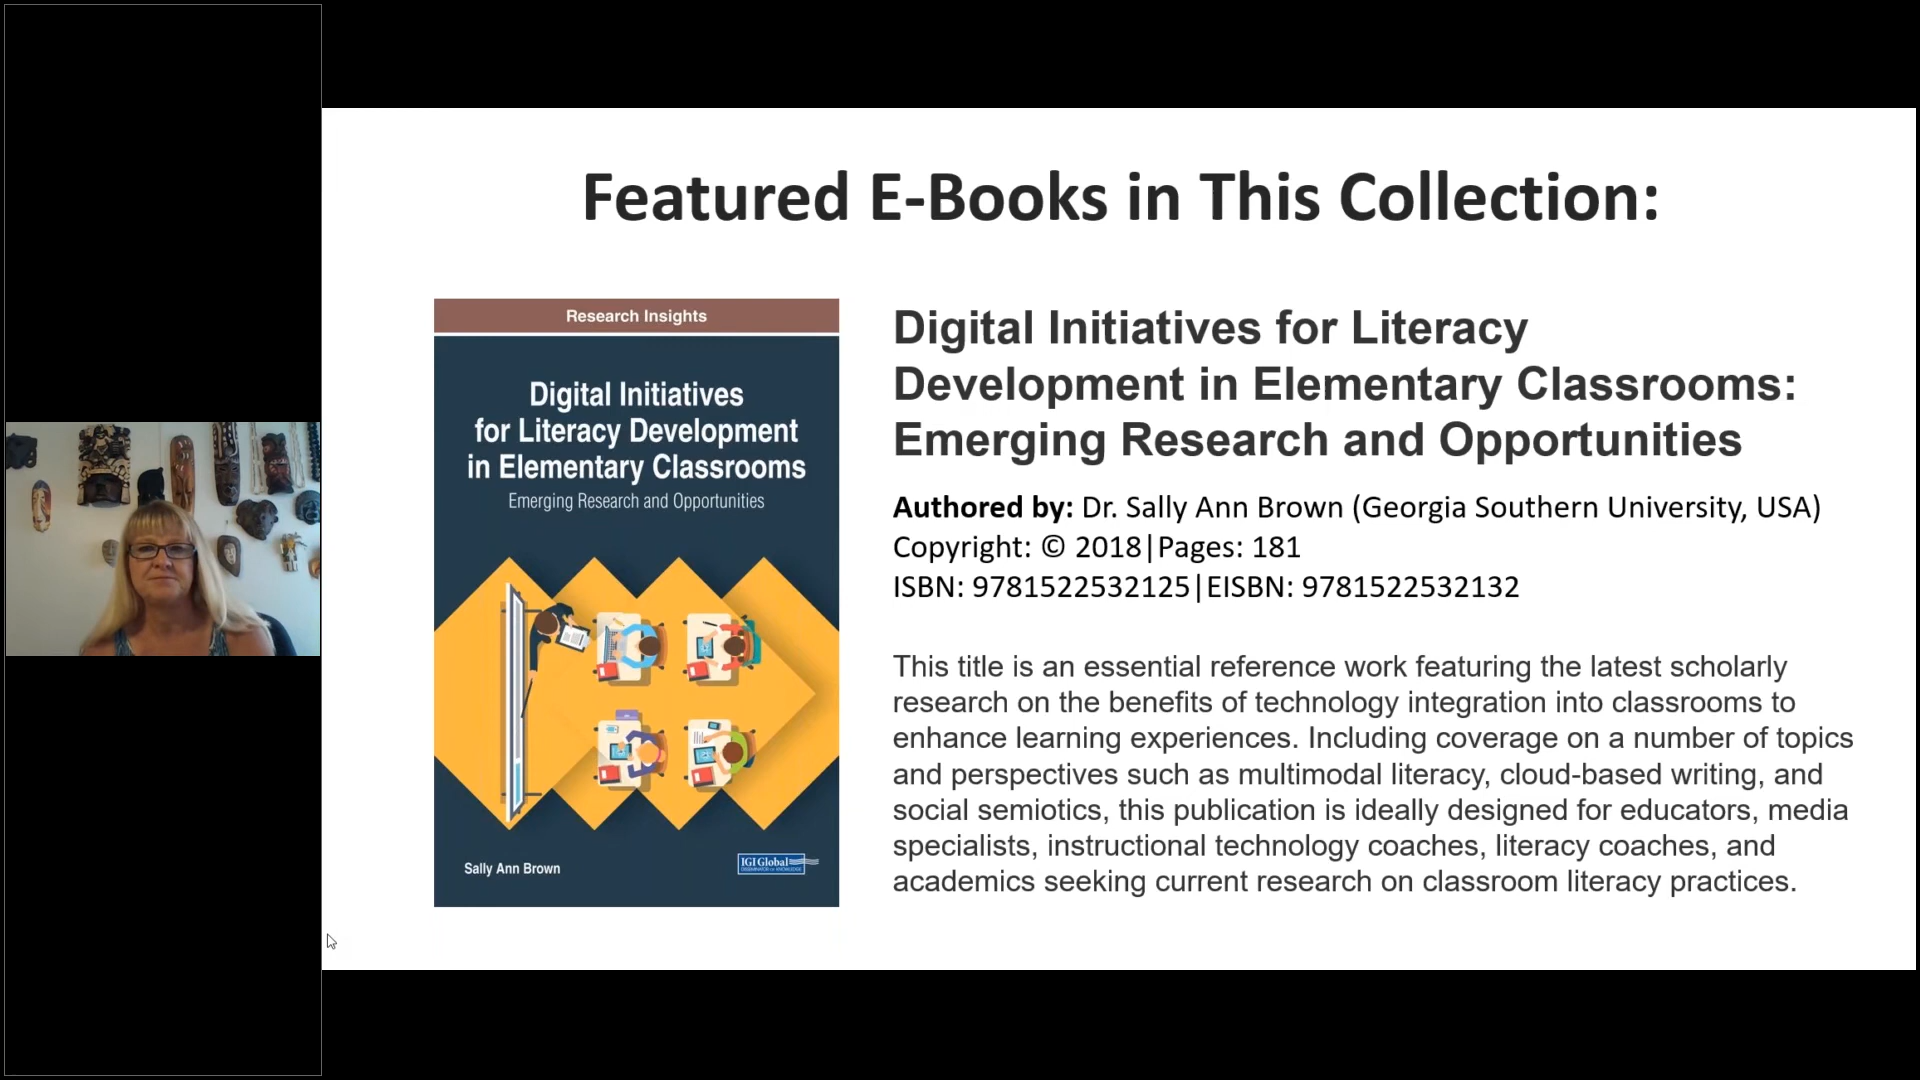 Featured E-Books in This Collection:
Research Insights
Digital Initiatives
for Literacy Development
in Elementary Classrooms
Emerging Research and Opportunities
Sally Ann Brown
IGI Global
DISSEMINATOR OF KNOWLEDGE
Digital Initiatives for Literacy
Development in Elementary Classrooms:
Emerging Research and Opportunities
Authored by: Dr. Sally Ann Brown (Georgia Southern University, USA)
Copyright: © 2018|Pages: 181
ISBN: 9781522532125|EISBN: 9781522532132
This title is an essential reference work featuring the latest scholarly
research on the benefits of technology integration into classrooms to
enhance learning experiences. Including coverage on a number of topics
and perspectives such as multimodal literacy, cloud-based writing, and
social semiotics, this publication is ideally designed for educators, media
specialists, instructional technology coaches, literacy coaches, and
academics seeking current research on classroom literacy practices.